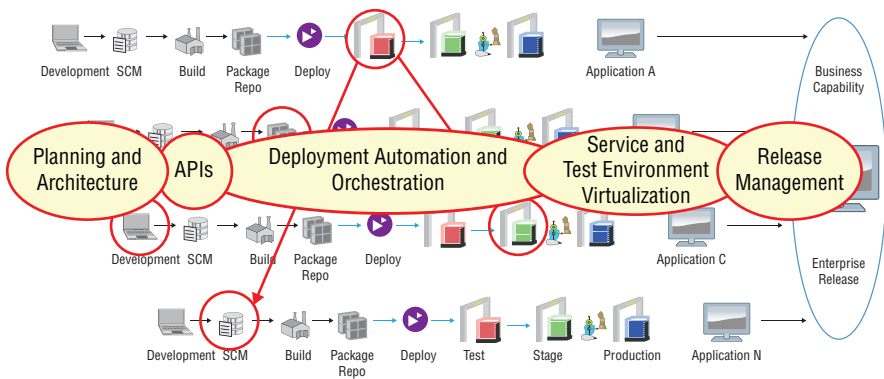 Development SCM Build Package Deploy Application A
Repo
Business
Capability
Planning and
Architecture
APIs
Deployment Automation and
Orchestration
Service and
Test Environment
Virtualization
Release
Management
Development SCM Build Package Deploy Application C
Repo
Enterprise
Release
Development SCM Build Package Deploy Test Stage Production Application N
Repo